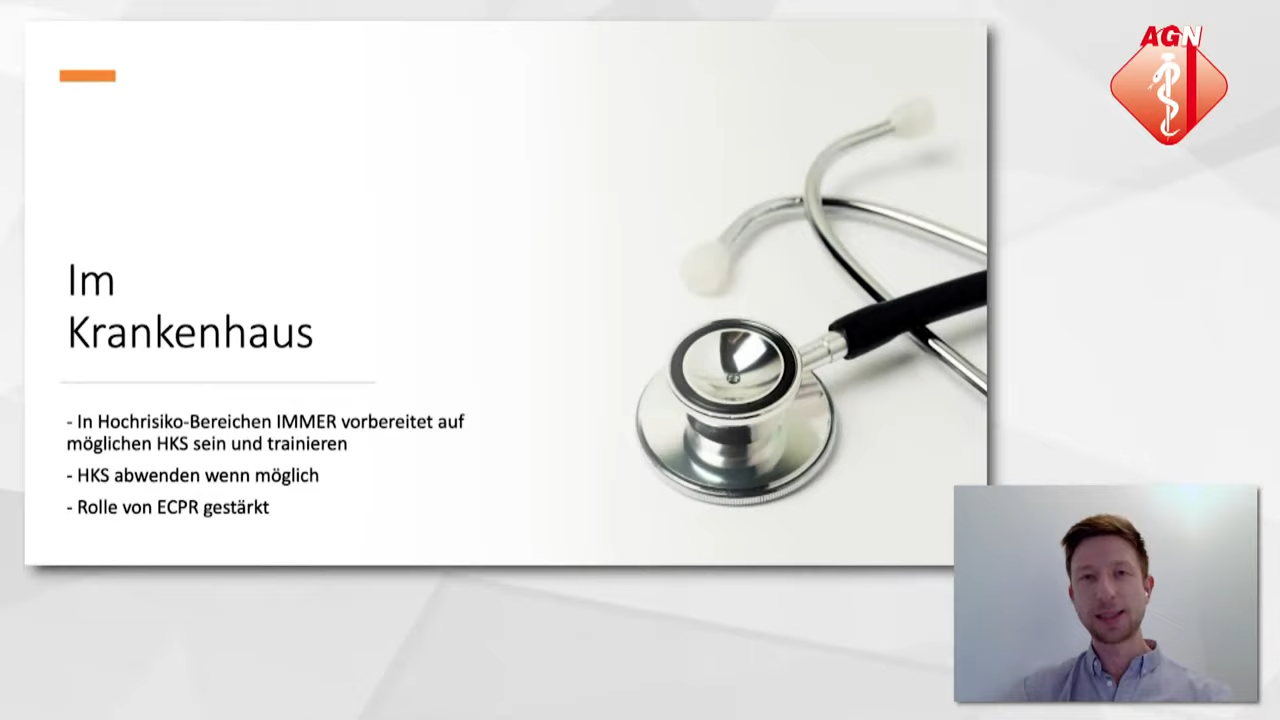 AGN
Im
Krankenhaus
- In Hochrisiko-Bereichen IMMER vorbereitet auf
möglichen HKS sein und trainieren
- HKS abwenden wenn möglich
- Rolle von ECPR gestärkt